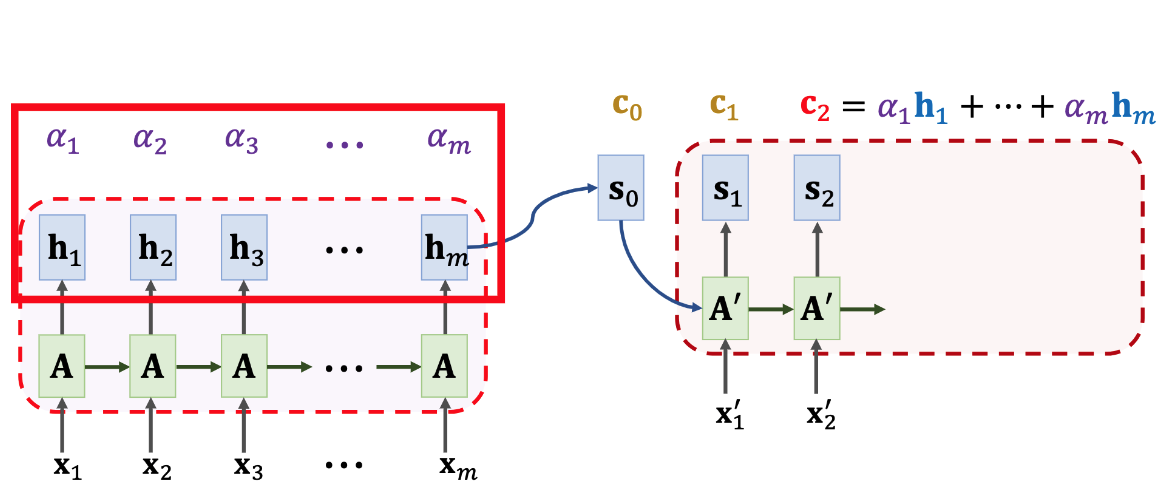 c₀ c₁ c₂ = α₁h₁ + ⋯ + αₘhₘ
α₁ α₂ α₃ ⋯ αₘ
s₀ s₁ s₂
h₁ h₂ h₃ ⋯ hₘ
A′ A′
A A A ⋯ A
x′₁ x′₂
x₁ x₂ x₃ ⋯ xₘ